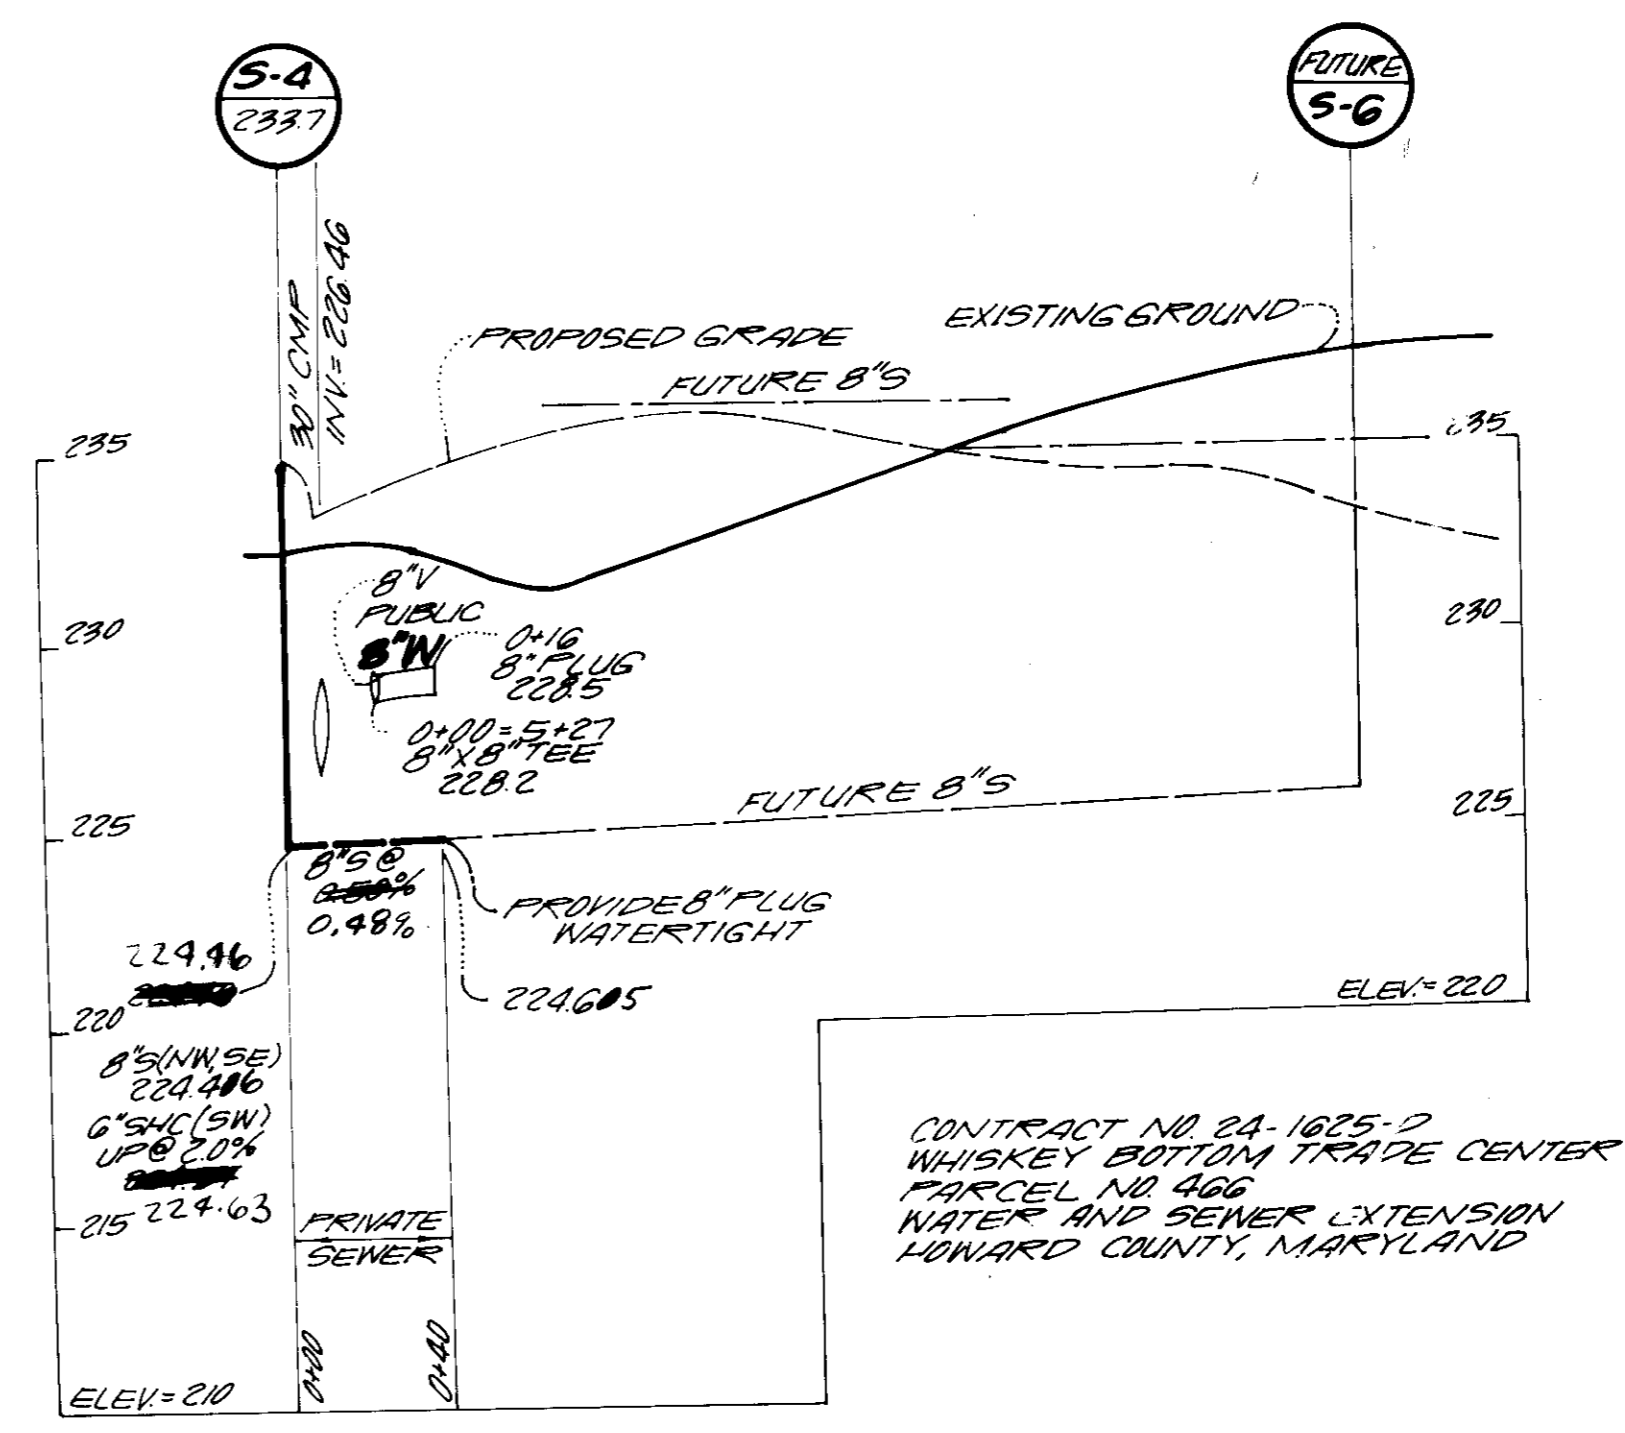 S-4
233.7
FUTURE
S-6
30" CMP
INV.= 226.46
PROPOSED GRADE
EXISTING GROUND
FUTURE 8"S
235
235
8"V
PUBLIC
8"W
0+16
8" PLUG
228.5
230
230
0+00=5+27
8"X8" TEE
228.2
FUTURE 8"S
225
225
8"S @
0.50%
0.48%
PROVIDE 8" PLUG
WATERTIGHT
224.46
224.605
ELEV.= 220
220
8"S(NW,SE)
224.406
6"SHC(SW)
UP@ 2.0%
224.63
215
PRIVATE
SEWER
CONTRACT NO. 24-1625-D
WHISKEY BOTTOM TRADE CENTER
PARCEL NO. 466
WATER AND SEWER EXTENSION
HOWARD COUNTY, MARYLAND
0+00
0+40
ELEV.= 210